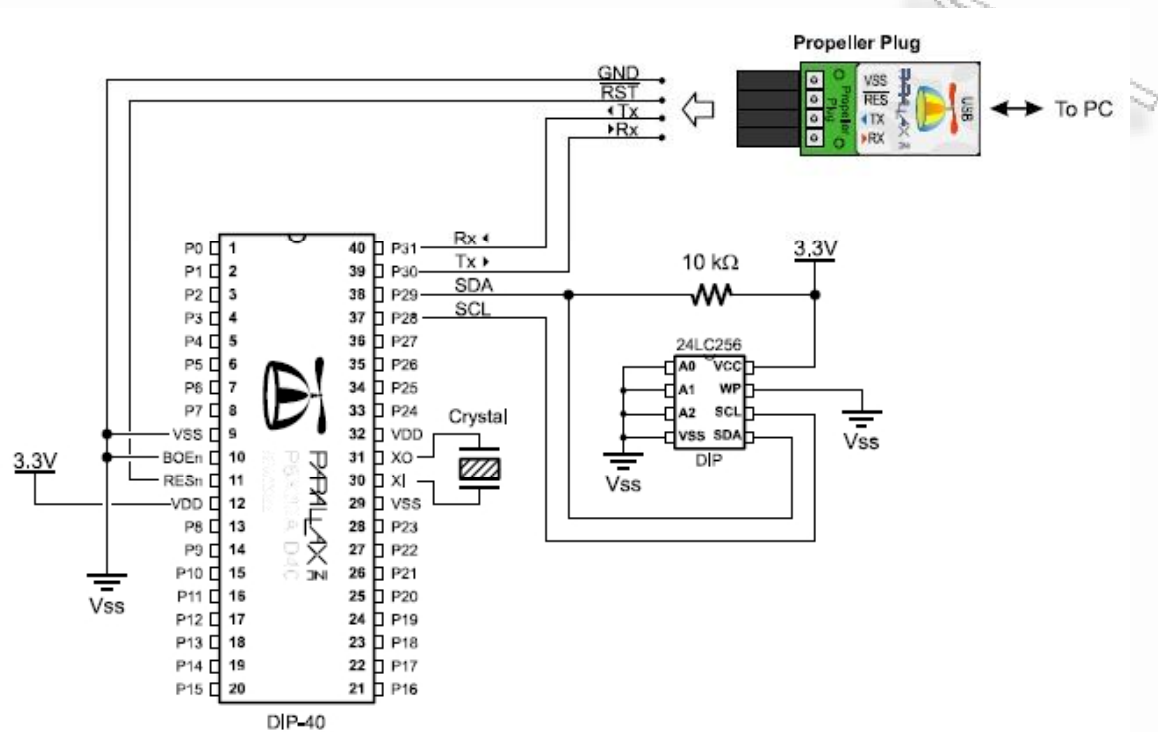 Propeller Plug
GND
RST
Tx
Rx
VSS
RES
TX
RX
Propeller
Plug
USB
To PC
P0 1
P1 2
P2 3
P3 4
P4 5
P5 6
P6 7
P7 8
VSS 9
BOEn 10
RESn 11
VDD 12
P8 13
P9 14
P10 15
P11 16
P12 17
P13 18
P14 19
P15 20
40 P31
39 P30
38 P29
37 P28
36 P27
35 P26
34 P25
33 P24
32 VDD
31 XO
30 XI
29 VSS
28 P23
27 P22
26 P21
25 P20
24 P19
23 P18
22 P17
21 P16
PARALLAX
DIP-40
Rx
Tx
SDA
SCL
10 kΩ
3.3V
24LC256
A0 VCC
A1 WP
A2 SCL
VSS SDA
DIP
Vss
Vss
Crystal
3.3V
Vss